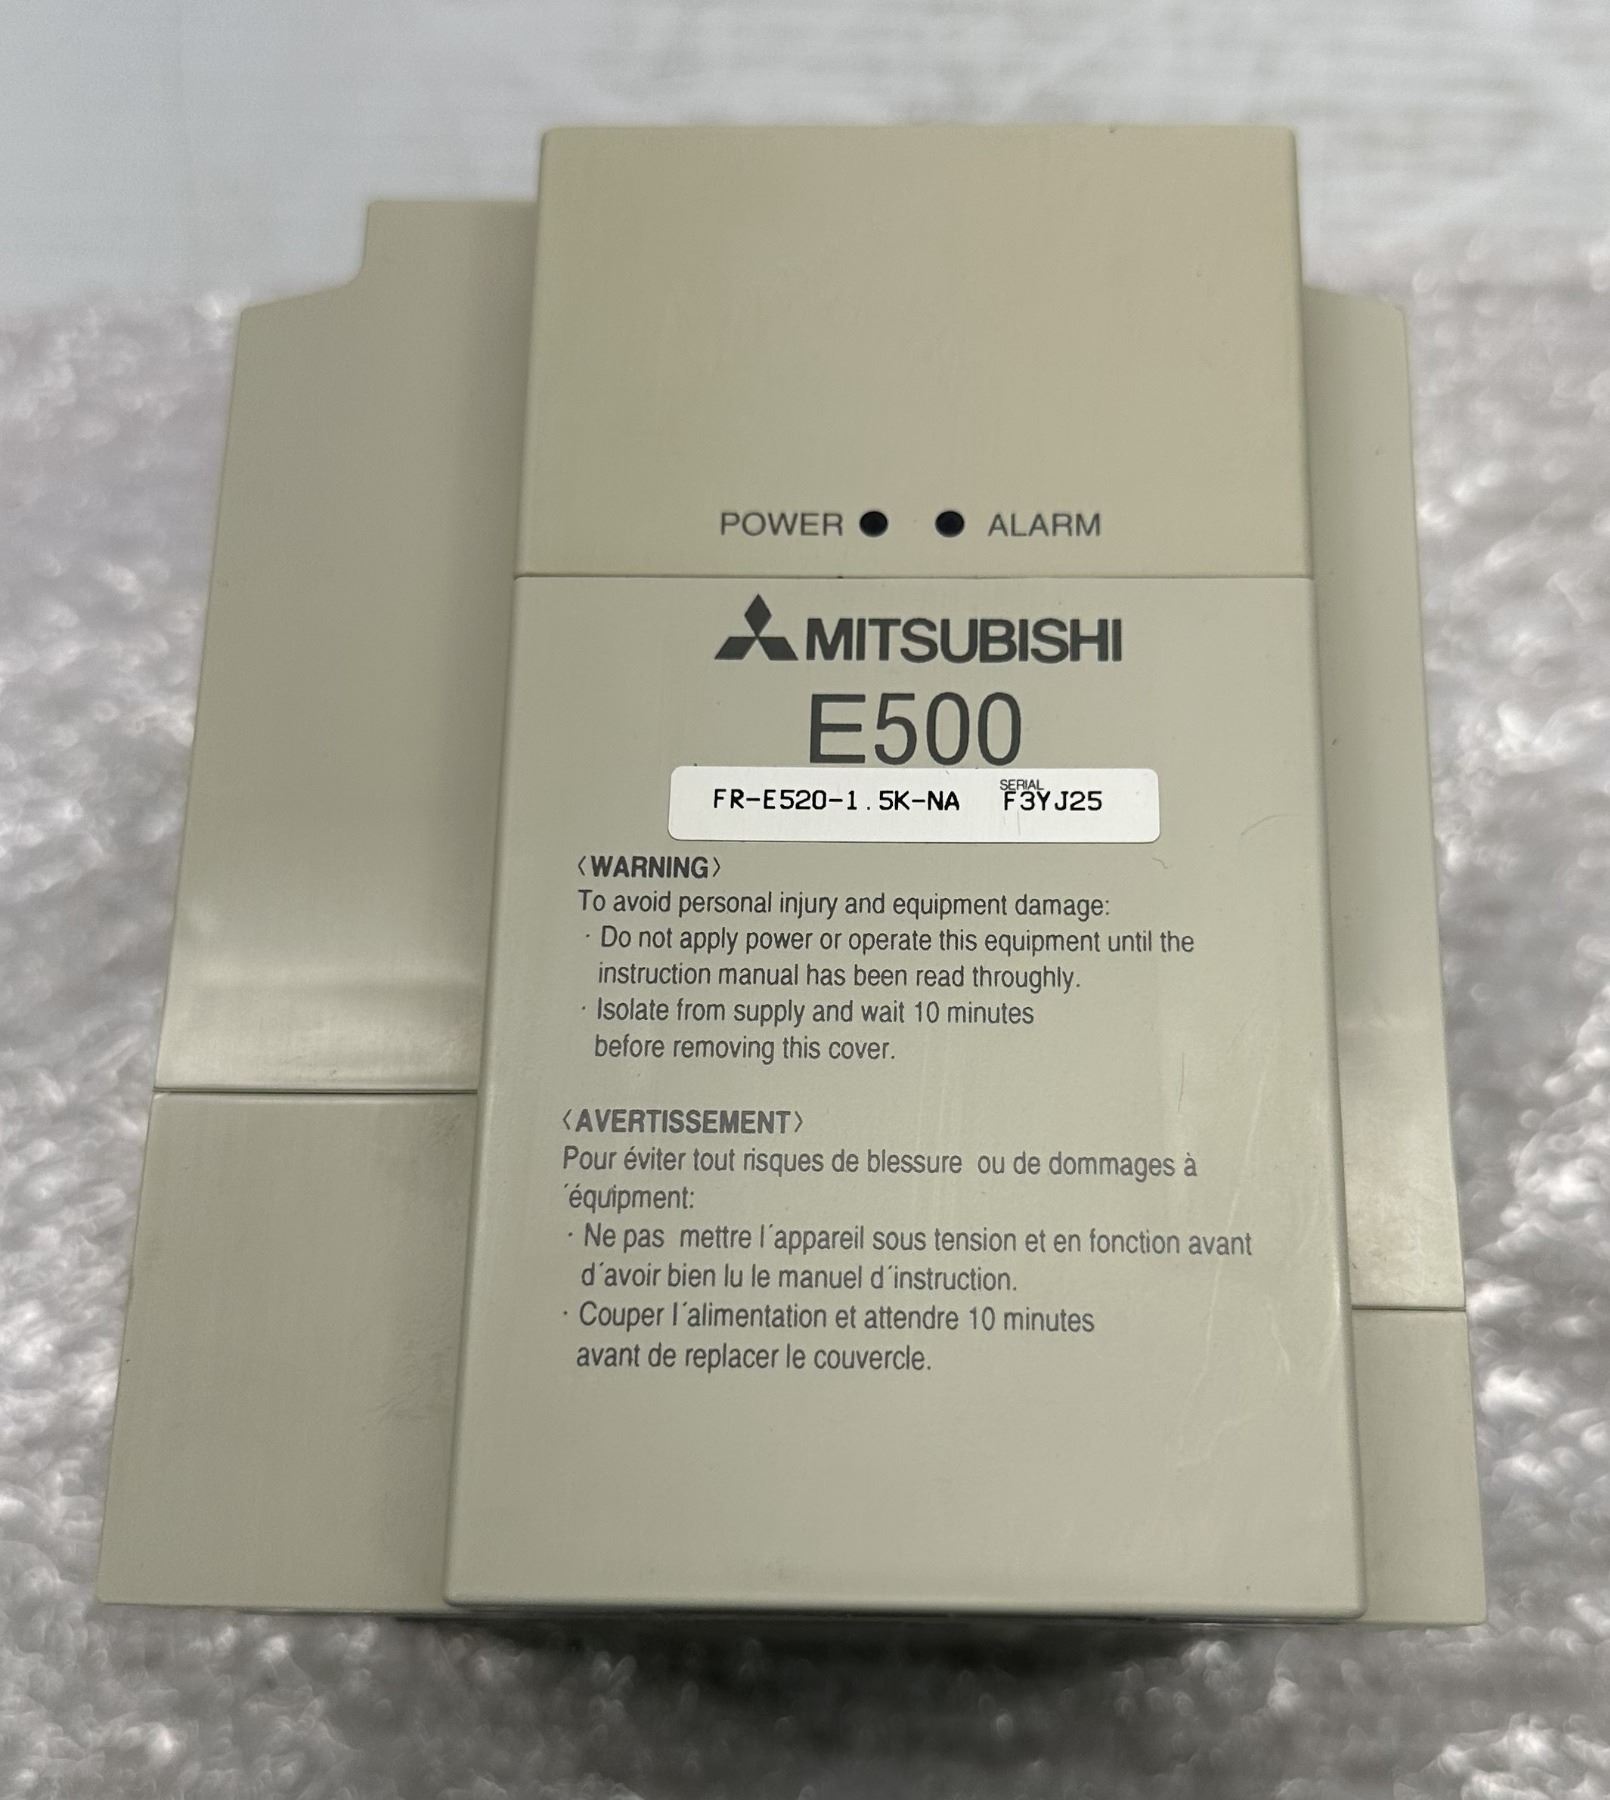 POWER ALARM
MITSUBISHI
E500
SERIAL
FR-E520-1.5K-NA F3YJ25
〈WARNING〉
To avoid personal injury and equipment damage:
· Do not apply power or operate this equipment until the
instruction manual has been read throughly.
· Isolate from supply and wait 10 minutes
before removing this cover.
〈AVERTISSEMENT〉
Pour éviter tout risques de blessure ou de dommages à
´équipment:
· Ne pas mettre l´appareil sous tension et en fonction avant
d´avoir bien lu le manuel d´instruction.
· Couper l´alimentation et attendre 10 minutes
avant de replacer le couvercle.